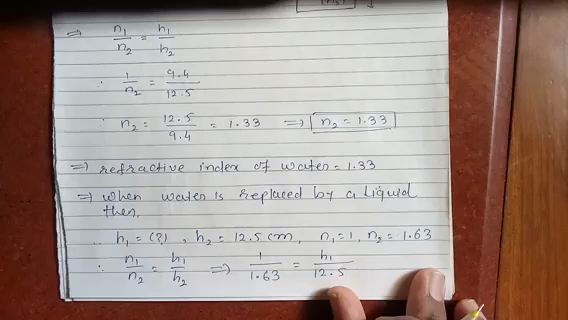 ⇒ n₁/n₂ = h₁/h₂
∴ 1/n₂ = 9.4/12.5
∴ n₂ = 12.5/9.4 = 1.33 ⇒ n₂ = 1.33
⇒ refractive index of water = 1.33
⇒ when water is replaced by a liquid
then,
∴ h₁ = (?) , h₂ = 12.5 cm, n₁ = 1, n₂ = 1.63
∴ n₁/n₂ = h₁/h₂ ⇒ 1/1.63 = h₁/12.5